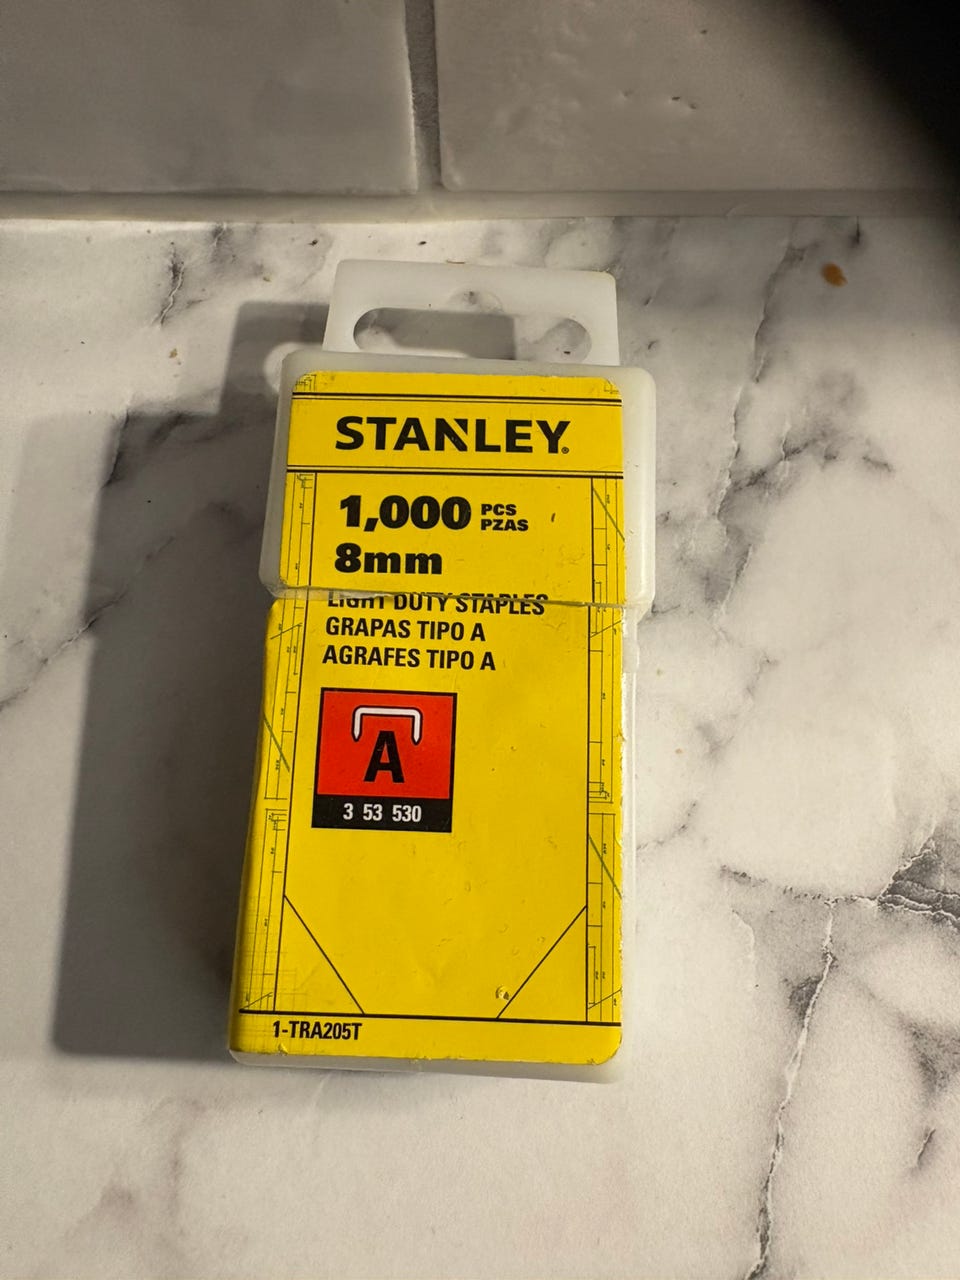 STANLEY®
1,000 PCS PZAS
8mm
LIGHT DUTY STAPLES
GRAPAS TIPO A
AGRAFES TIPO A
A
3 53 530
1-TRA205T